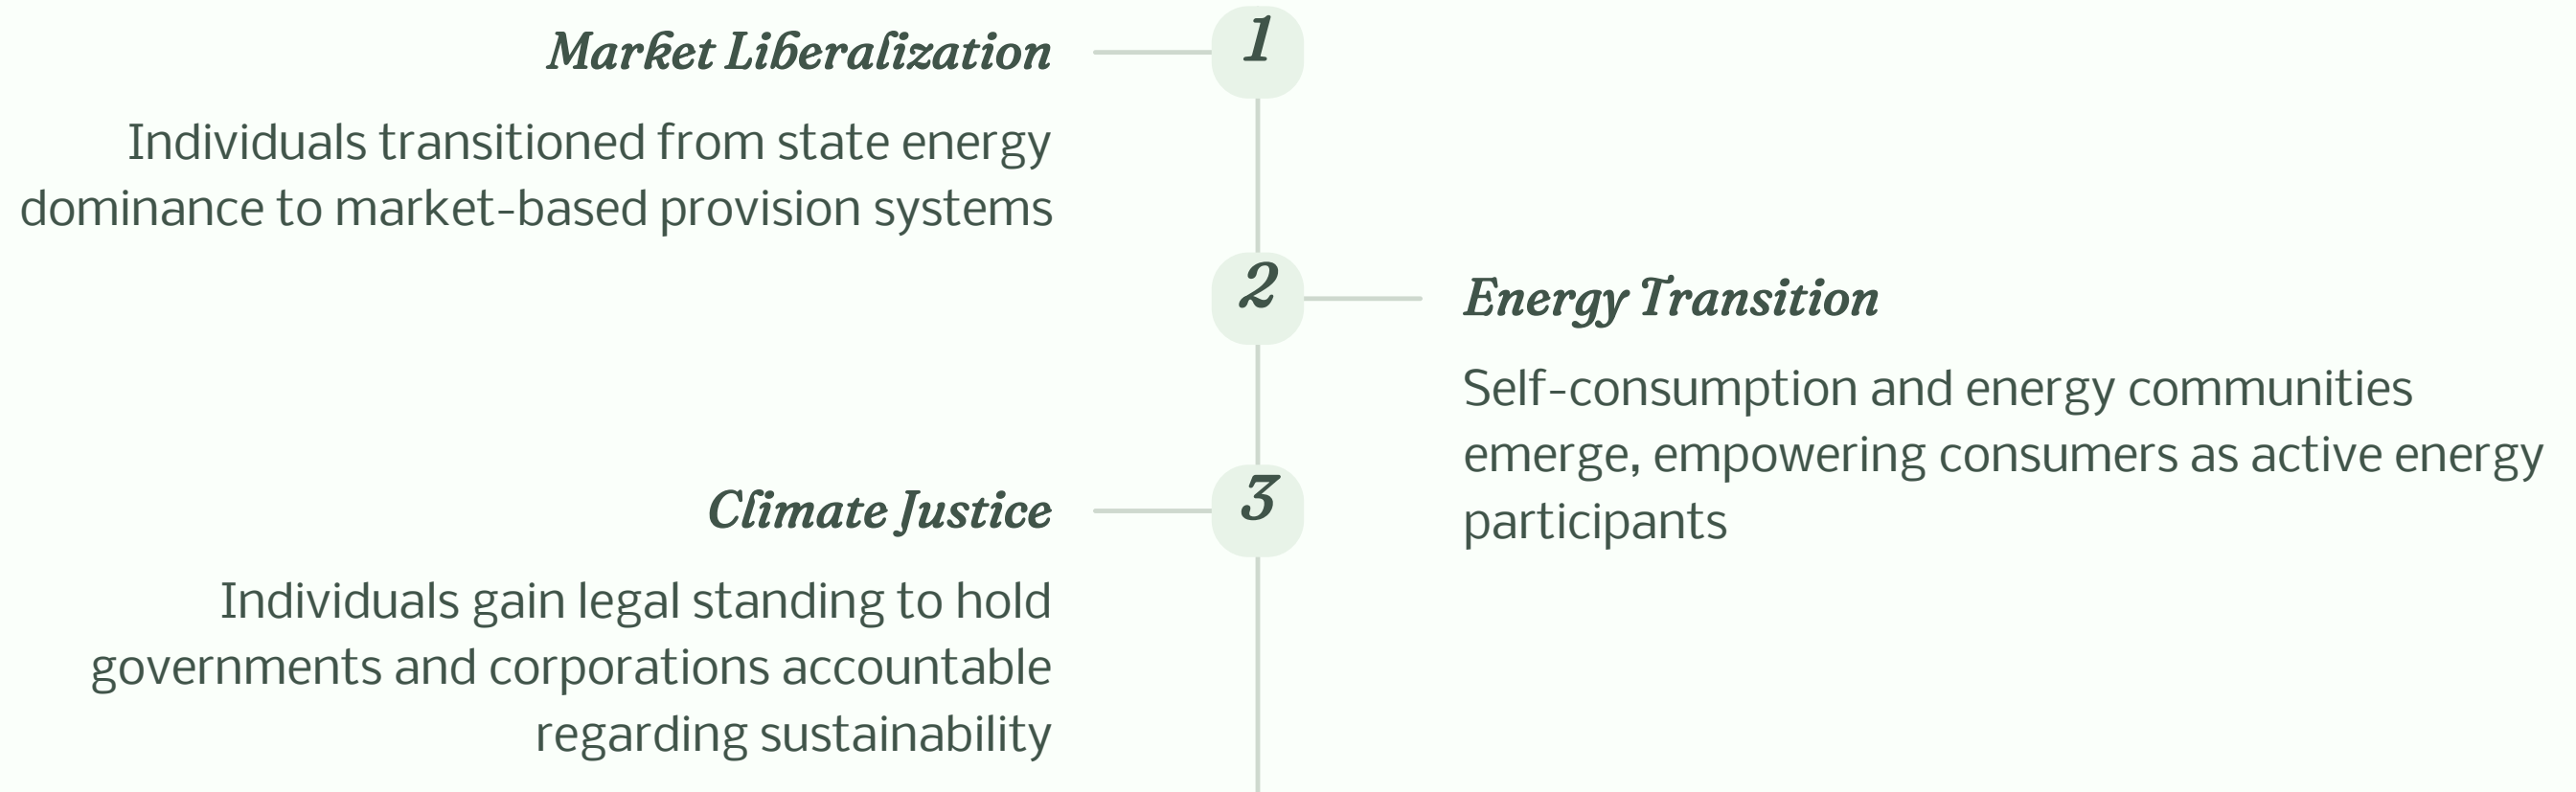 1
Market Liberalization
Individuals transitioned from state energy
dominance to market-based provision systems
2
Energy Transition
Self-consumption and energy communities
emerge, empowering consumers as active energy
participants
3
Climate Justice
Individuals gain legal standing to hold
governments and corporations accountable
regarding sustainability